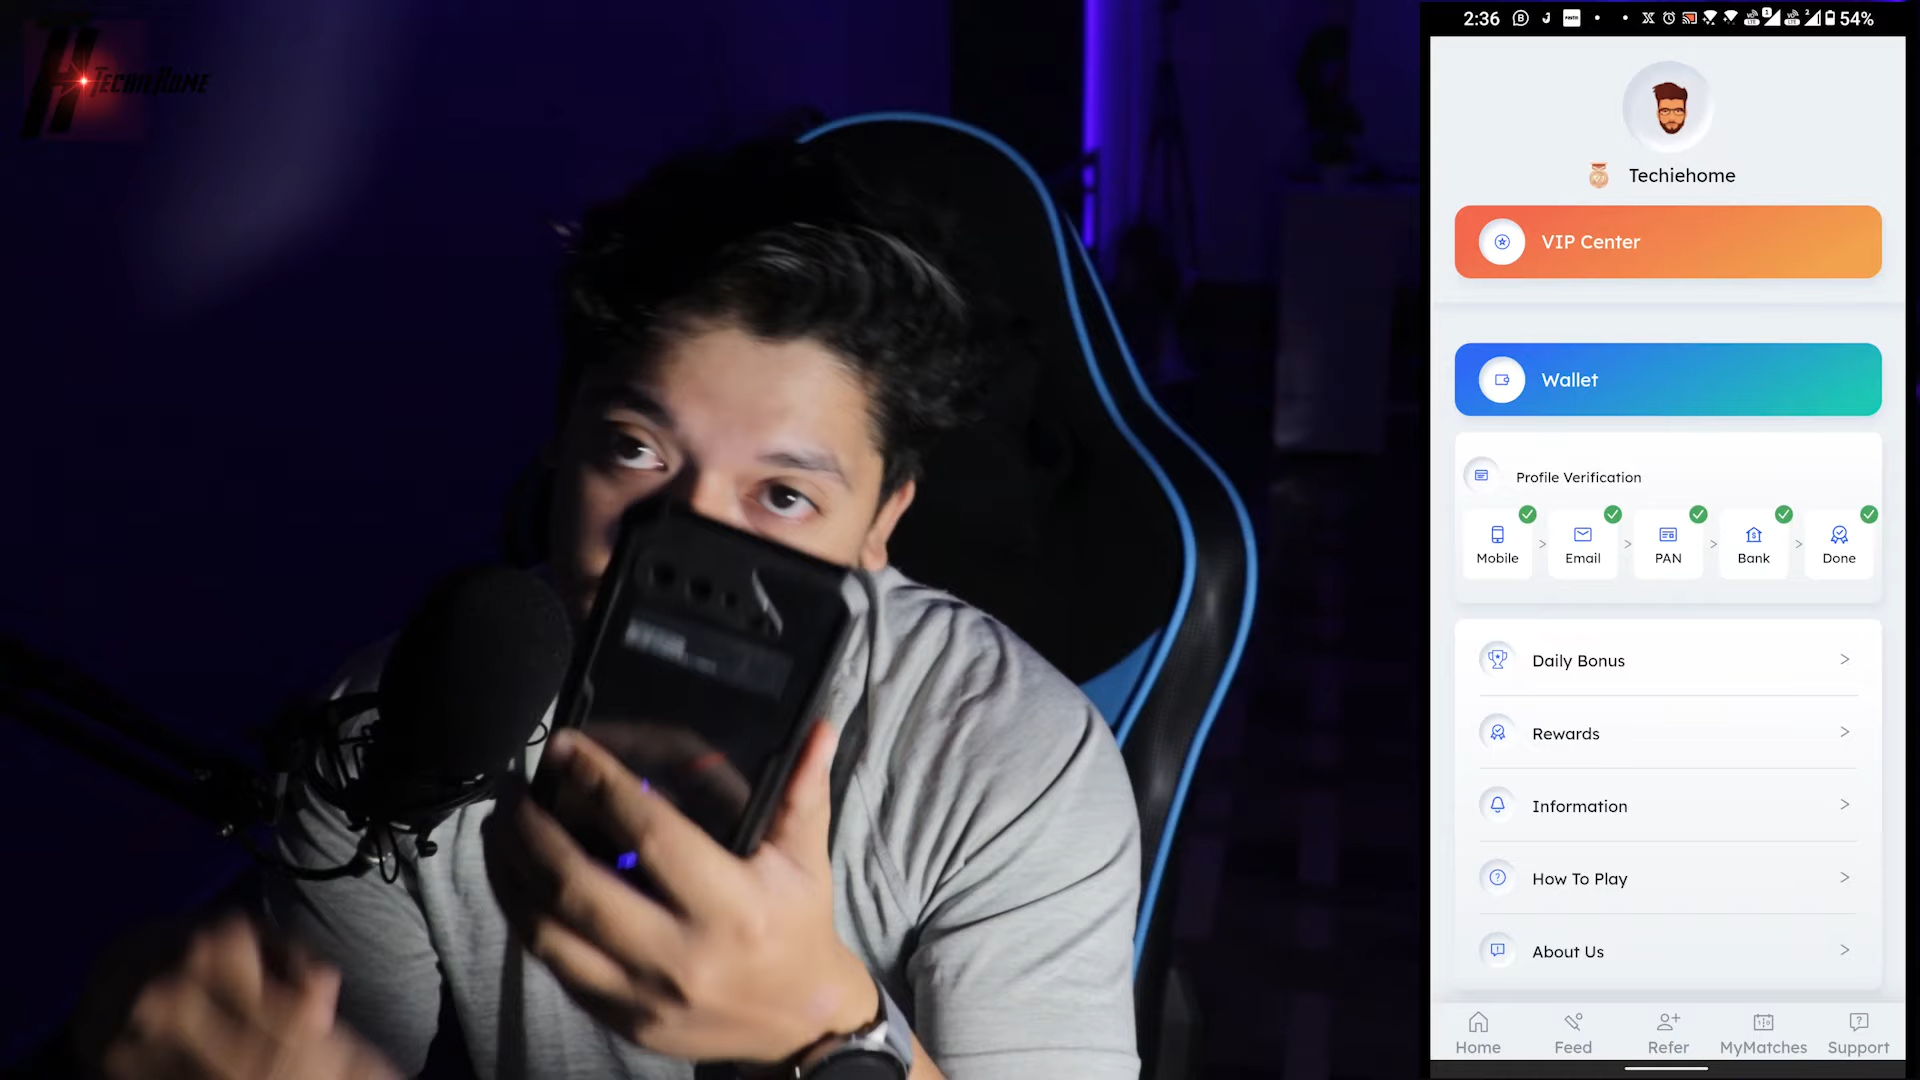 TechieHome
2:36
54%
Techiehome
VIP Center
Wallet
Profile Verification
Mobile > Email > PAN > Bank > Done
Daily Bonus >
Rewards >
Information >
How To Play >
About Us >
Home Feed Refer MyMatches Support